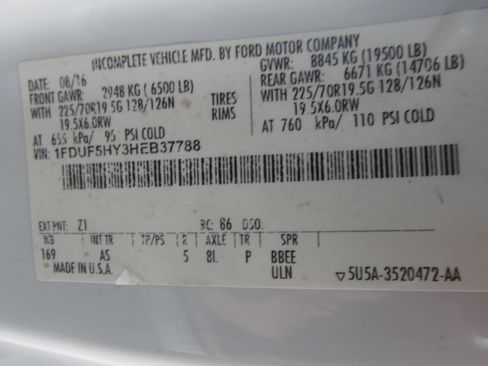 INCOMPLETE VEHICLE MFD. BY FORD MOTOR COMPANY
DATE: 08/16 GVWR: 8845 KG (19500 LB)
FRONT GAWR: 2948 KG (6500 LB) REAR GAWR: 6671 KG (14706 LB)
WITH 225/70R19.5G 128/126N TIRES WITH 225/70R19.5G 128/126N
19.5X6.0RW RIMS 19.5X6.0RW
AT 655 kPa/ 95 PSI COLD AT 760 kPa/ 110 PSI COLD
VIN: 1FDUF5HY3HEB37788
EXT PNT: Z1 RC: 66 DSO:
WB INT TR TP/PS R AXLE TR SPR
169 AS 5 8L P BBEE
MADE IN U.S.A. ULN ▽5U5A-3520472-AA